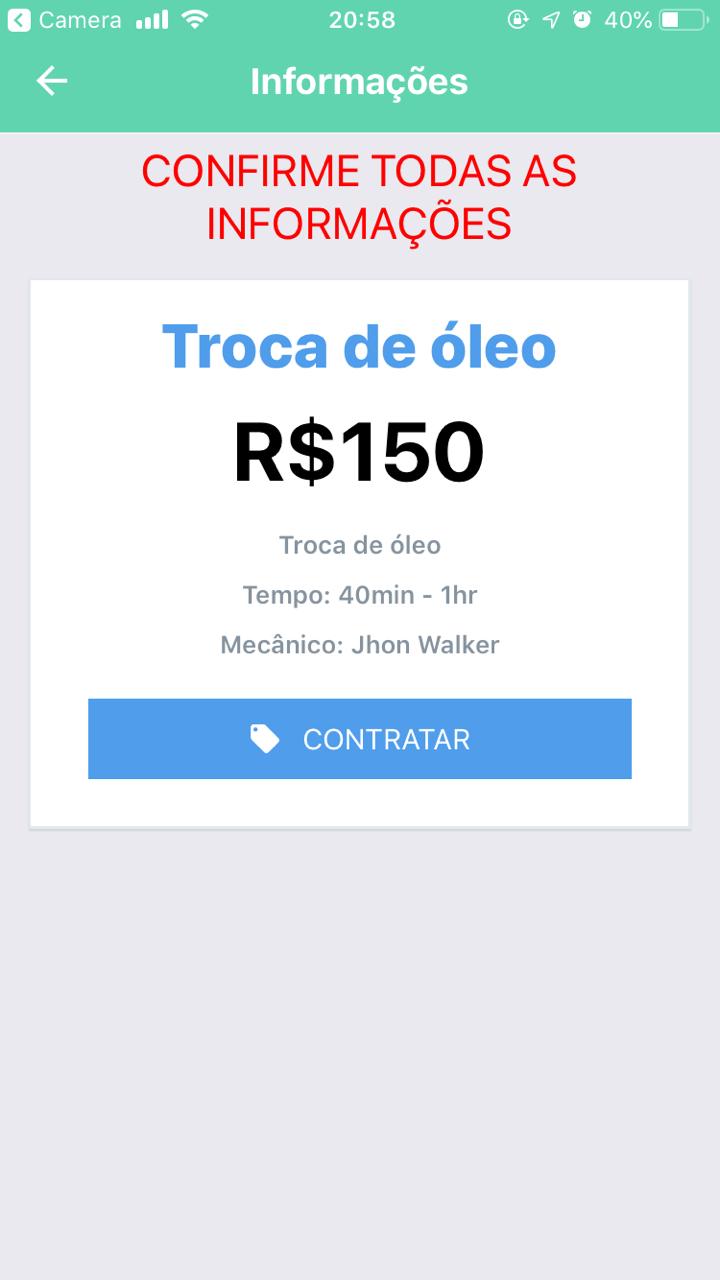 Camera 20:58 40%
Informações
CONFIRME TODAS AS
INFORMAÇÕES
Troca de óleo
R$150
Troca de óleo
Tempo: 40min - 1hr
Mecânico: Jhon Walker
CONTRATAR